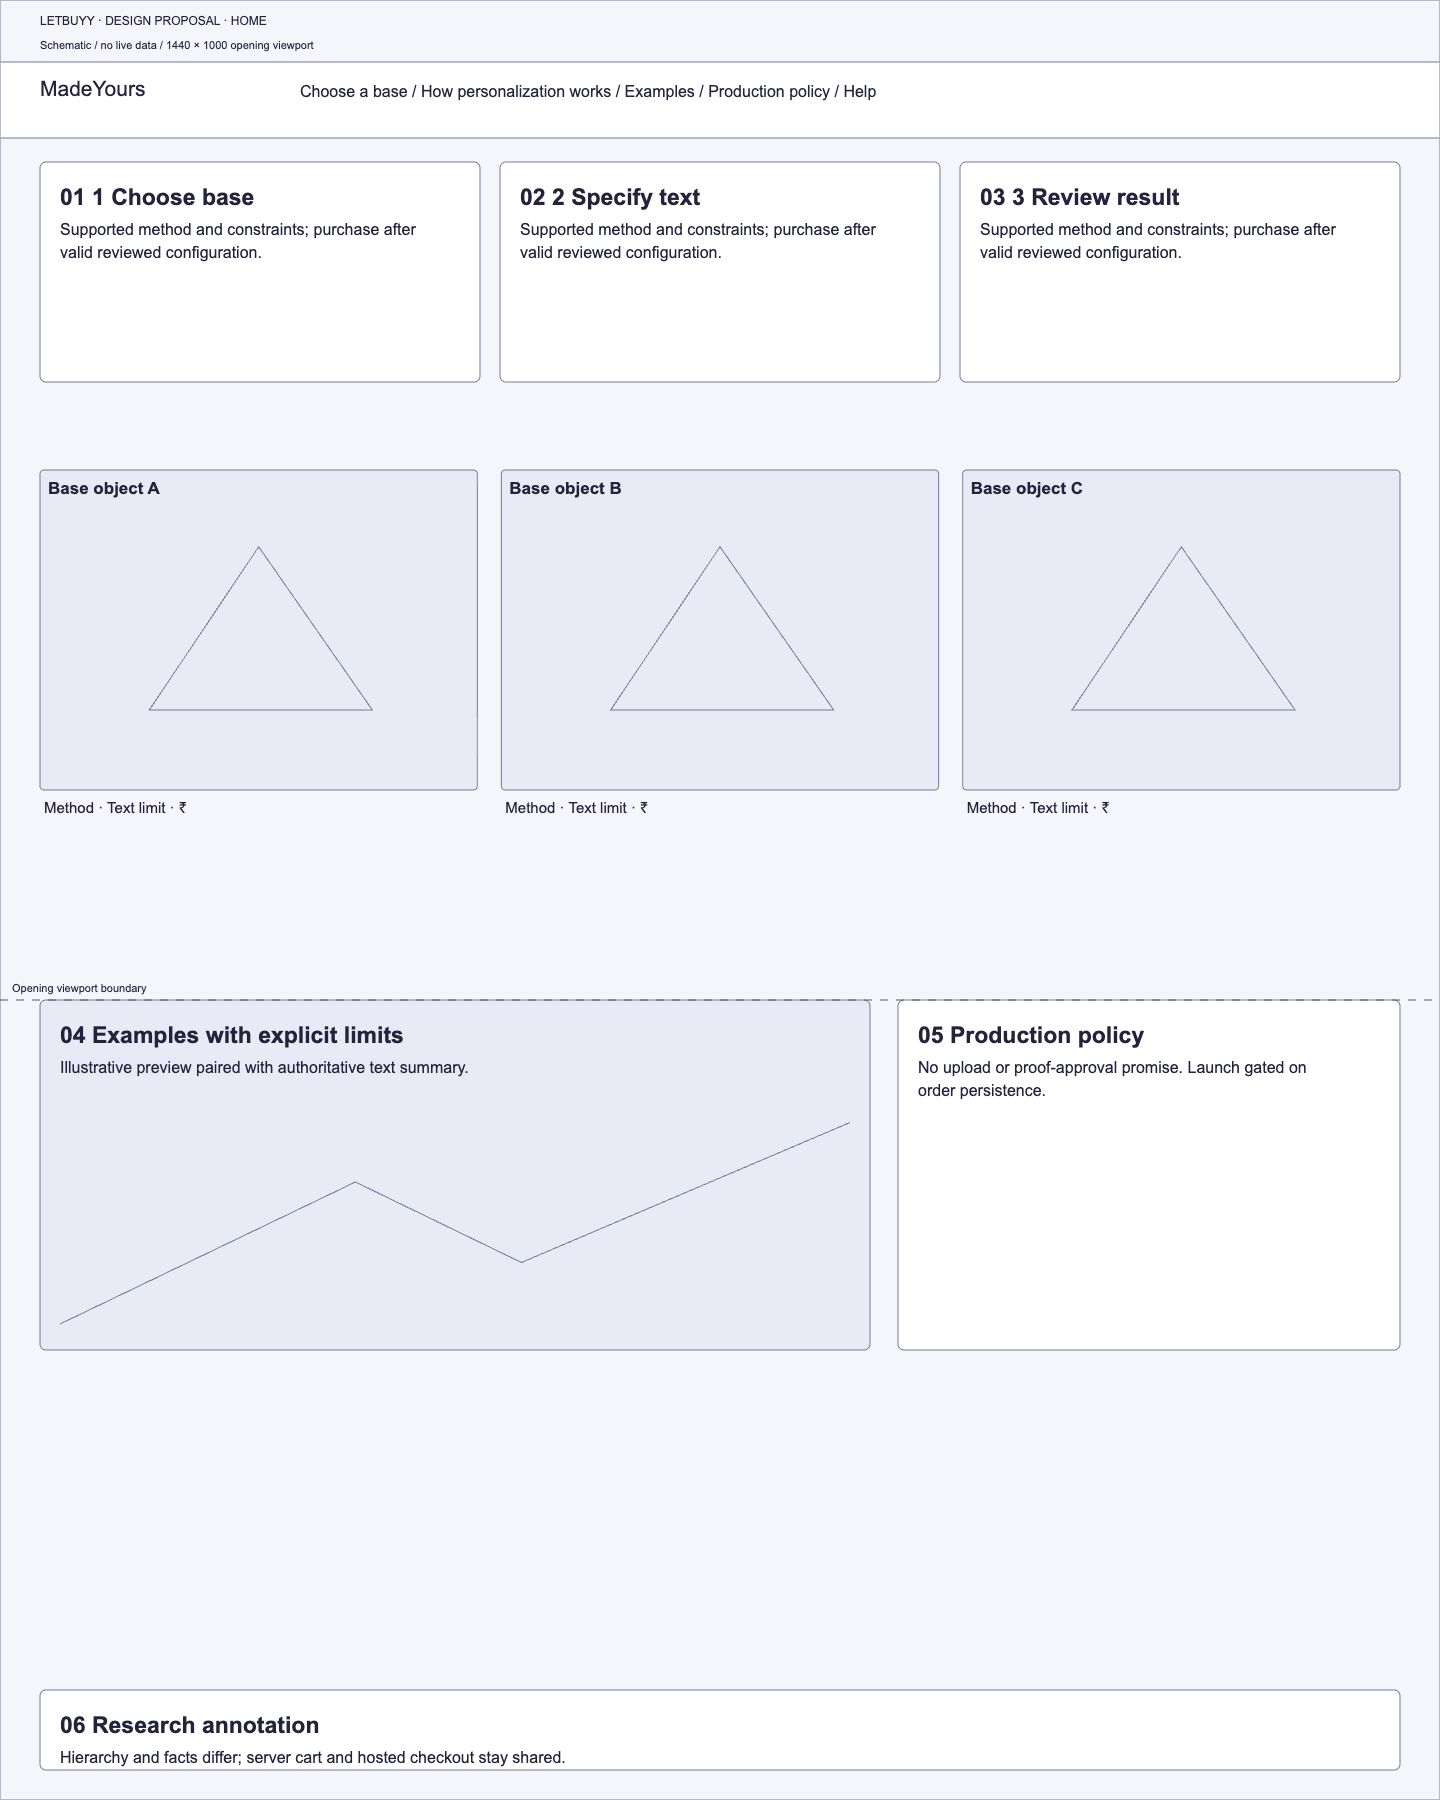 LETBUYY · DESIGN PROPOSAL · HOME
Schematic / no live data / 1440 × 1000 opening viewport
MadeYours
Choose a base / How personalization works / Examples / Production policy / Help
01 1 Choose base
Supported method and constraints; purchase after
valid reviewed configuration.
02 2 Specify text
Supported method and constraints; purchase after
valid reviewed configuration.
03 3 Review result
Supported method and constraints; purchase after
valid reviewed configuration.
Base object A
Method · Text limit · ₹
Base object B
Method · Text limit · ₹
Base object C
Method · Text limit · ₹
Opening viewport boundary
04 Examples with explicit limits
Illustrative preview paired with authoritative text summary.
05 Production policy
No upload or proof-approval promise. Launch gated on
order persistence.
06 Research annotation
Hierarchy and facts differ; server cart and hosted checkout stay shared.